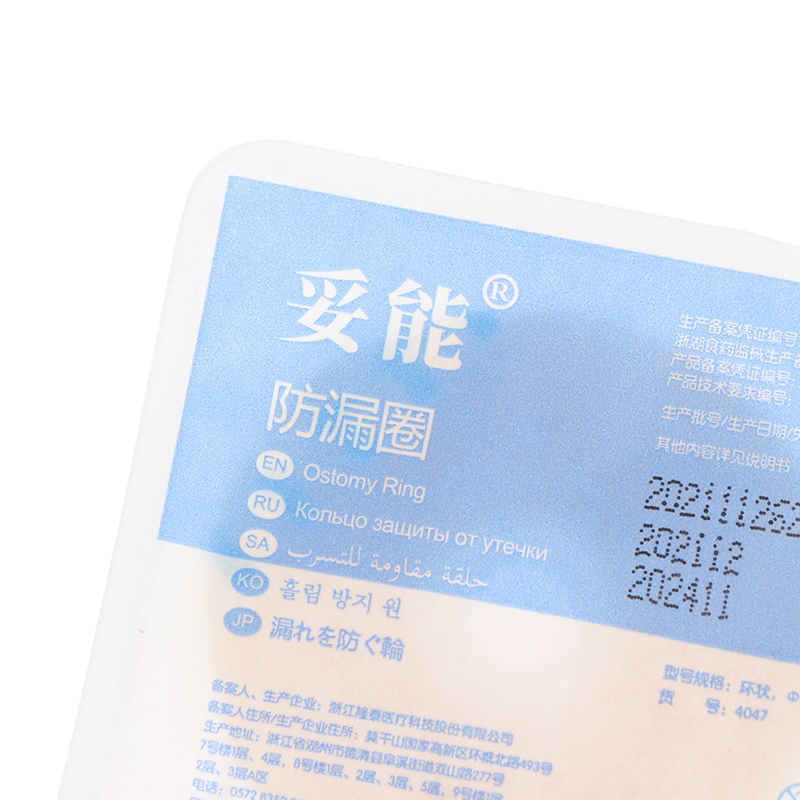 妥能®
防漏圈
EN Ostomy Ring
RU Кольцо защиты от утечки
SA حلقة مقاومة للتسرب
KO 흘림 방지 원
JP 漏れを防ぐ輪
生产备案凭证编号
浙湖食药监械生产备
产品备案凭证编号:
产品技术要求编号:
生产批号/生产日期/失
其他内容详见说明书
202111262
202112
202411
型号规格: 环状, Φ
货 号: 4047
备案人、生产企业: 浙江隆泰医疗科技股份有限公司
备案人住所/生产企业住所: 莫干山国家高新区环城北路493号
生产地址: 浙江省湖州市德清县阜溪街道双山路277号
7号楼1层、4层, 8号楼1层、2层、3层、5层, 9号楼1层
2层、3层A区
电话: 0572 8352